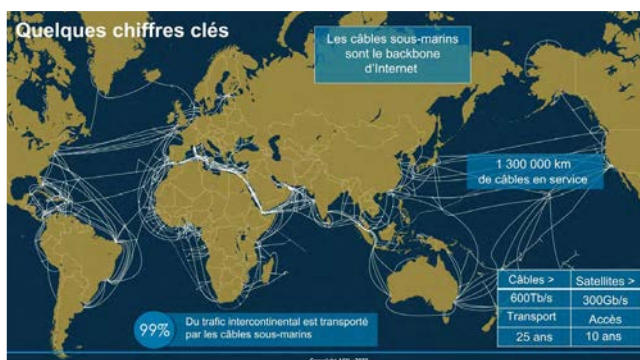 Quelques chiffres clés
Les câbles sous-marins
sont le backbone
d'Internet
1 300 000 km
de câbles en service
Câbles > Satellites >
600Tb/s 300Gb/s
Transport Accès
25 ans 10 ans
99% Du trafic intercontinental est transporté
par les câbles sous-marins